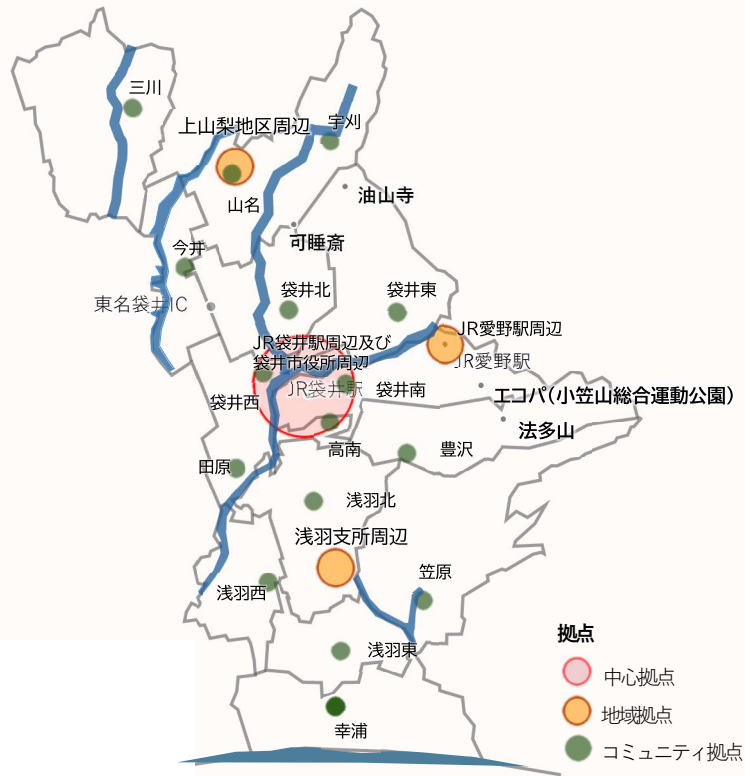 三川
上山梨地区周辺
宇刈
油山寺
山名
可睡斎
今井
袋井北
袋井東
東名袋井IC
JR愛野駅周辺
JR袋井駅周辺及び
袋井市役所周辺
JR愛野駅
JR袋井駅
袋井南
エコパ(小笠山総合運動公園)
袋井西
法多山
高南
豊沢
田原
浅羽北
浅羽支所周辺
笠原
浅羽西
浅羽東
幸浦
拠点
中心拠点
地域拠点
コミュニティ拠点